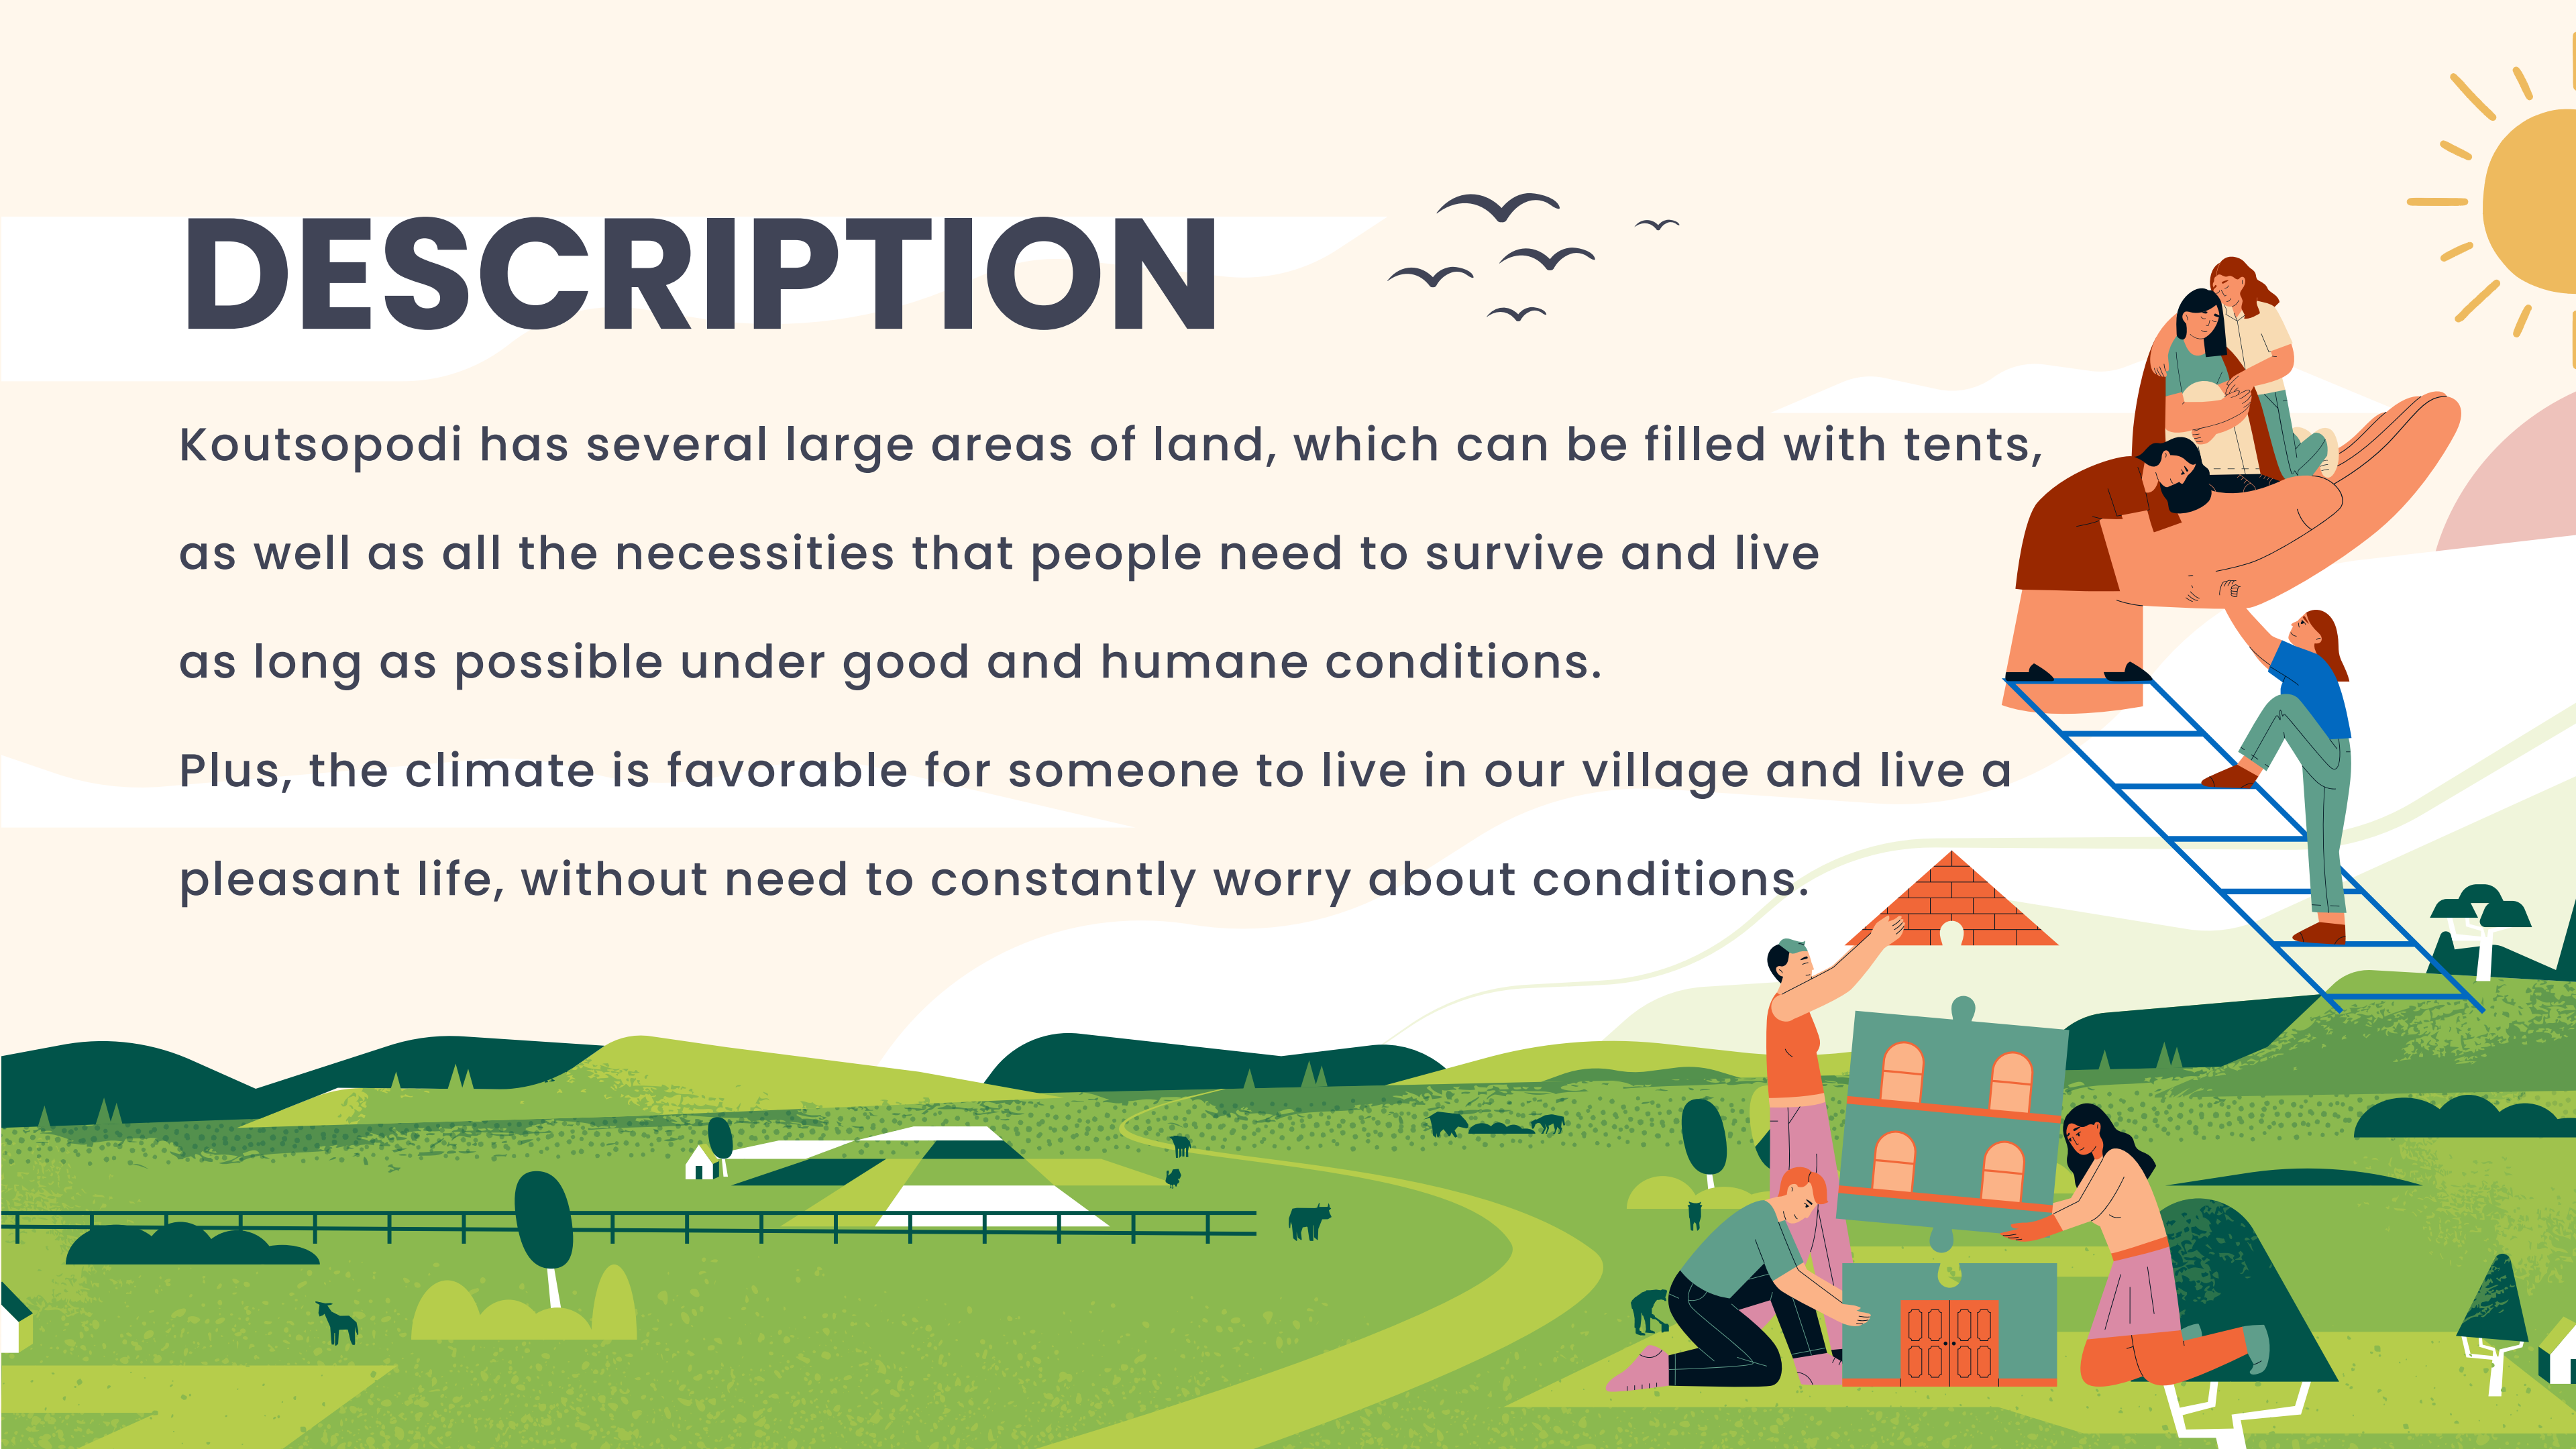 DESCRIPTION
Koutsopodi has several large areas of land, which can be filled with tents,
as well as all the necessities that people need to survive and live
as long as possible under good and humane conditions.
Plus, the climate is favorable for someone to live in our village and live a
pleasant life, without need to constantly worry about conditions.